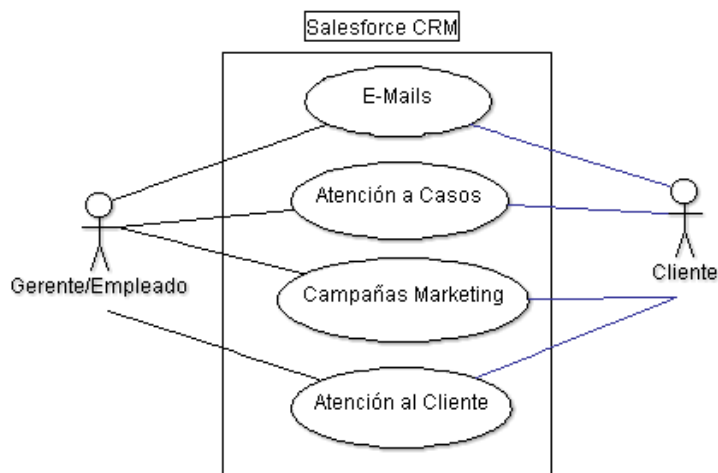 Salesforce CRM
E-Mails
Atención a Casos
Gerente/Empleado
Cliente
Campañas Marketing
Atención al Cliente